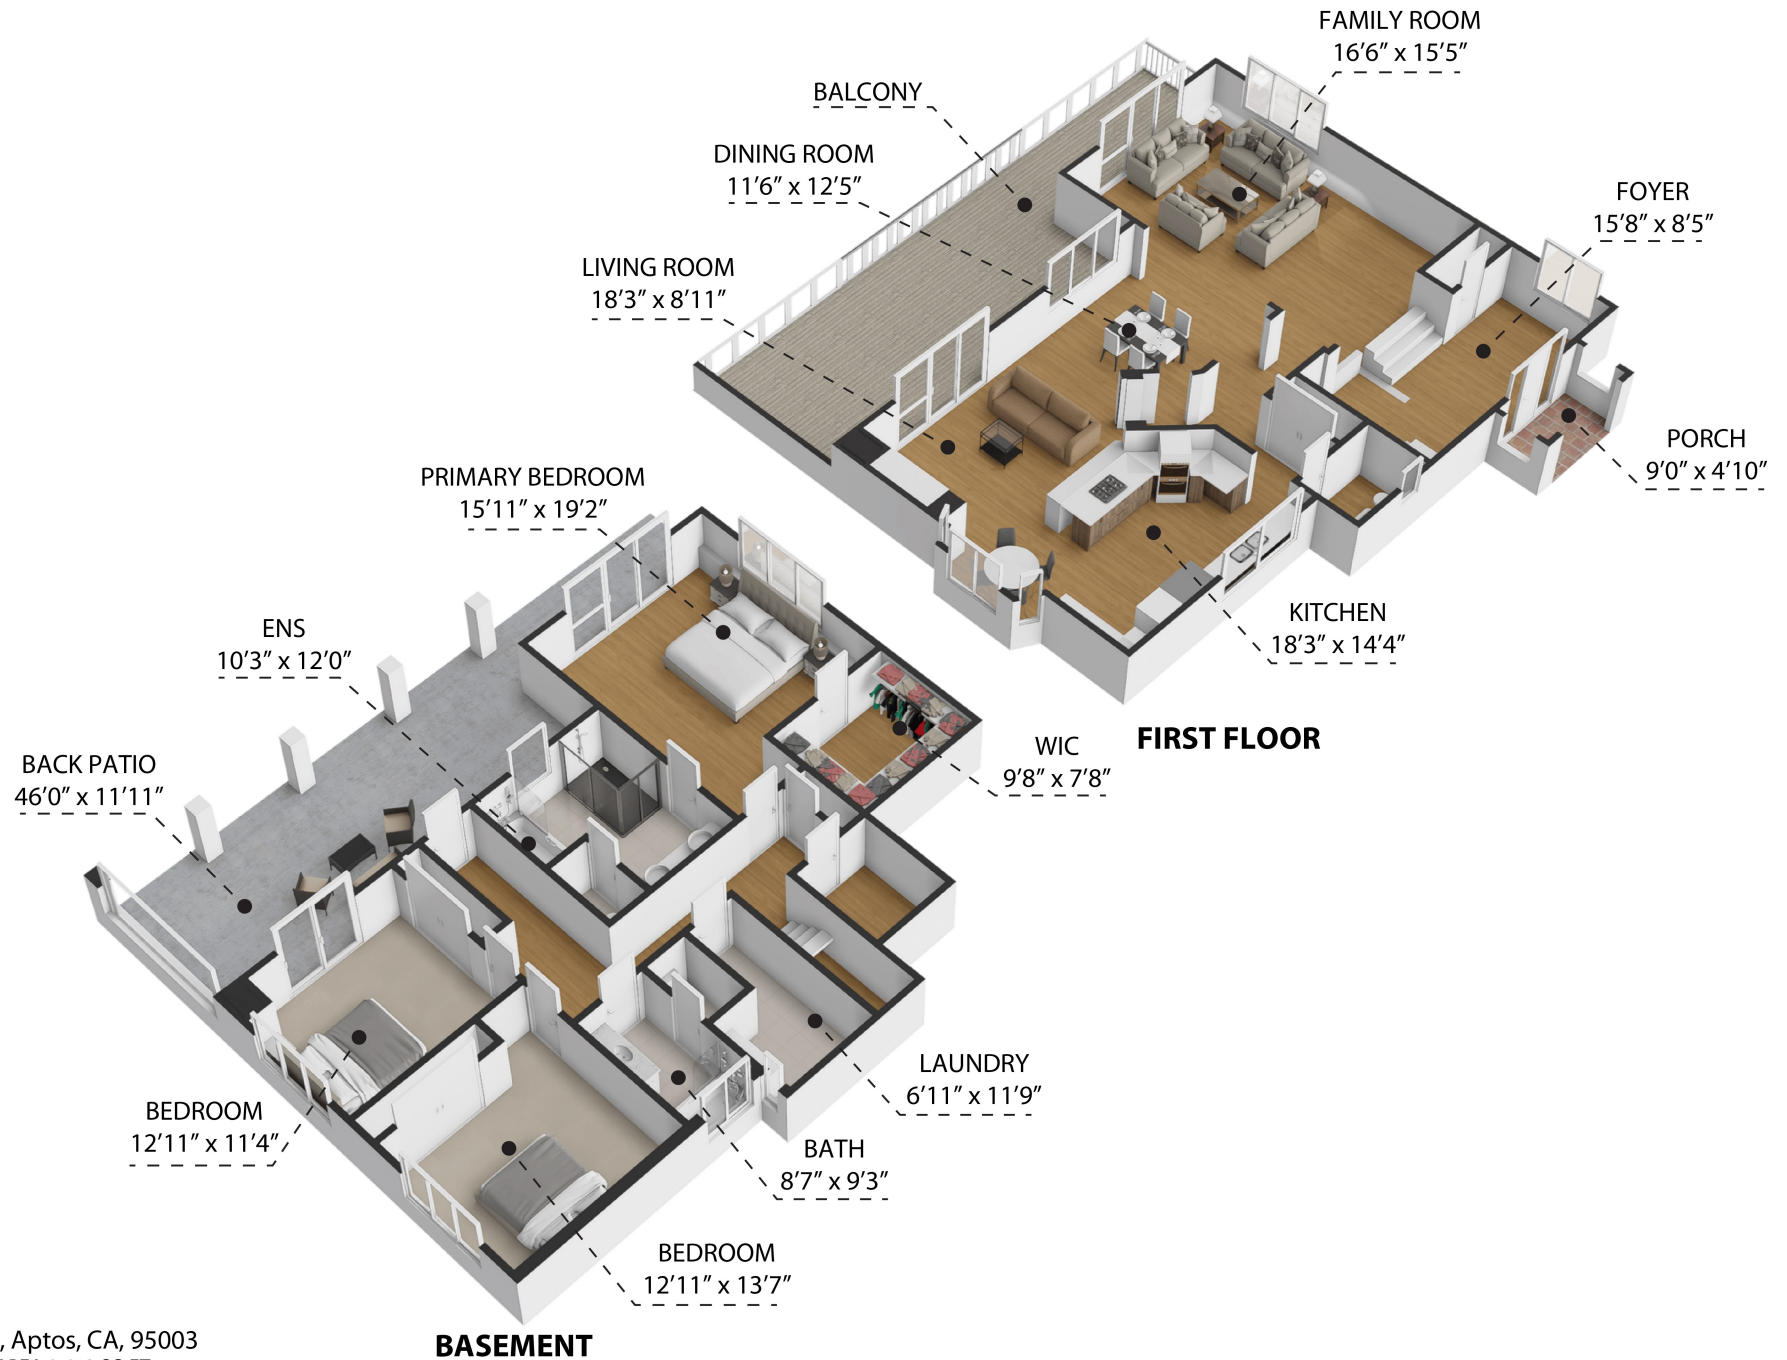 FAMILY ROOM
16’6” x 15’5”
BALCONY
DINING ROOM
11’6” x 12’5”
FOYER
15’8” x 8’5”
LIVING ROOM
18’3” x 8’11”
PORCH
9’0” x 4’10”
PRIMARY BEDROOM
15’11” x 19’2”
KITCHEN
18’3” x 14’4”
ENS
10’3” x 12’0”
FIRST FLOOR
WIC
9’8” x 7’8”
BACK PATIO
46’0” x 11’11”
LAUNDRY
6’11” x 11’9”
BEDROOM
12’11” x 11’4”
BATH
8’7” x 9’3”
BEDROOM
12’11” x 13’7”
, Aptos, CA, 95003
BASEMENT